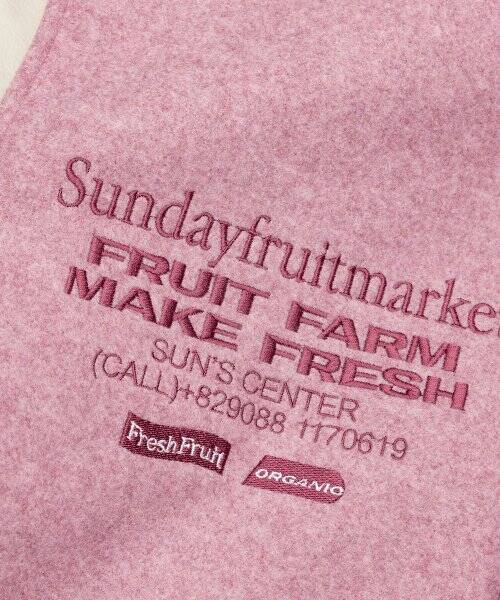 Sundayfruitmarket
FRUIT FARM
MAKE FRESH
SUN'S CENTER
(CALL)+829088 1170619
FreshFruit
ORGANIC